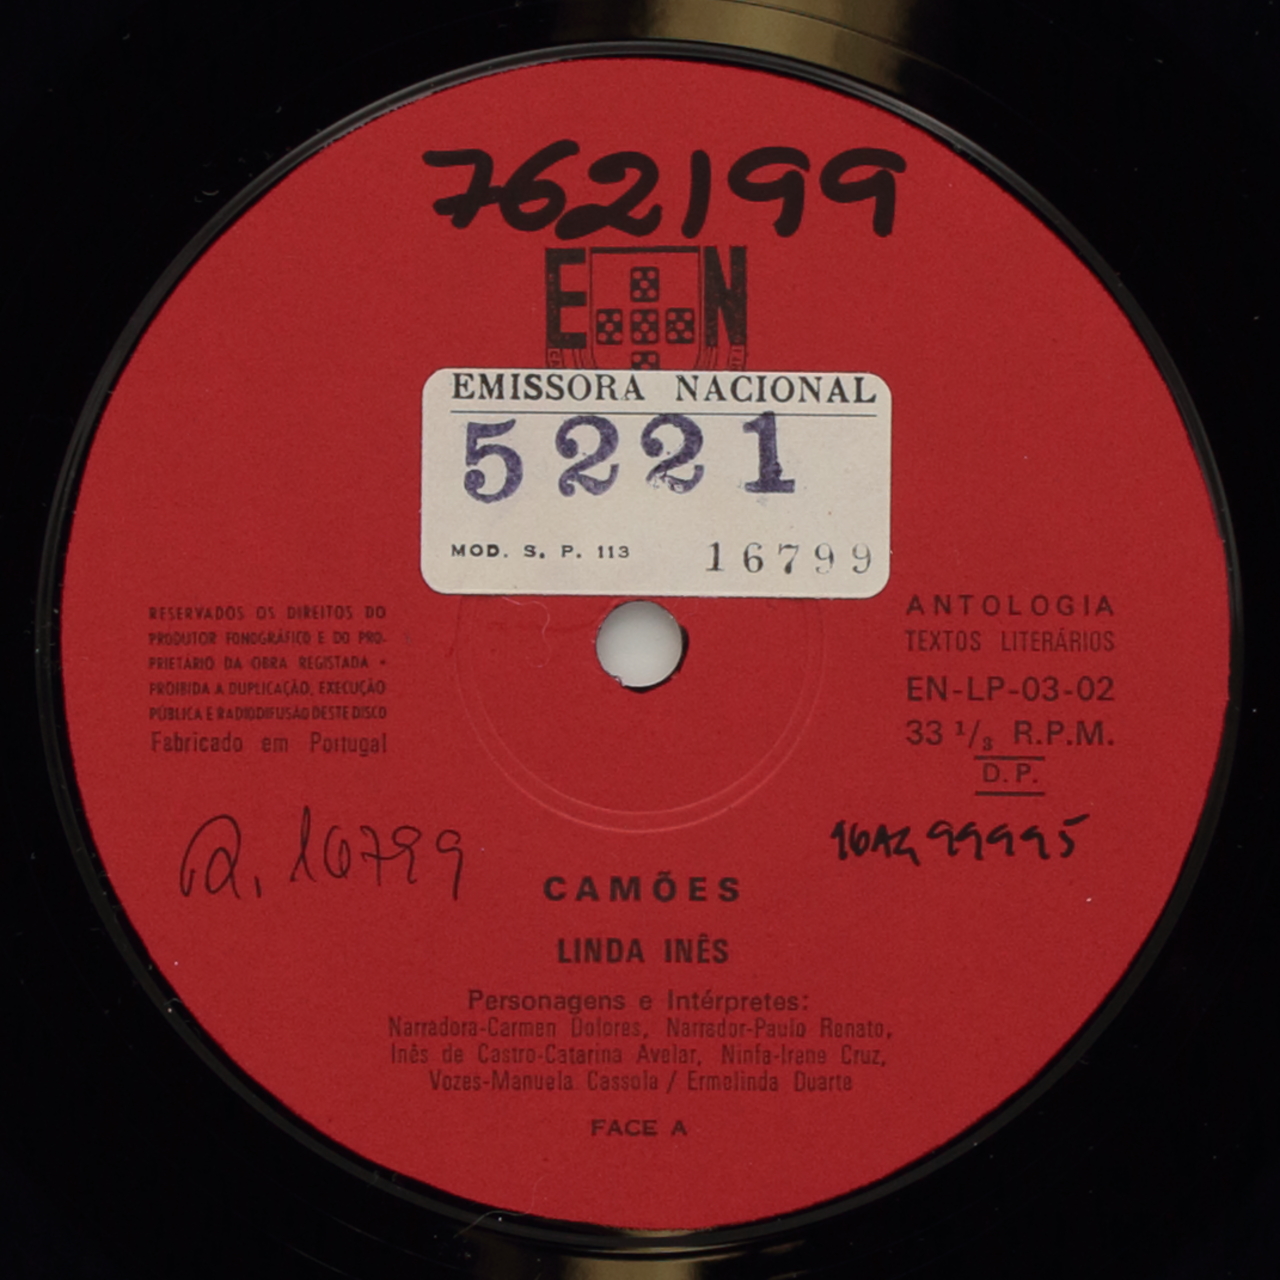 762199
E N
EMISSORA NACIONAL
5221
MOD. S. P. 113 16799
RESERVADOS OS DIREITOS DO
PRODUTOR FONOGRÁFICO E DO PRO-
PRIETÁRIO DA OBRA REGISTADA •
PROIBIDA A DUPLICAÇÃO, EXECUÇÃO
PÚBLICA E RADIODIFUSÃO DESTE DISCO
Fabricado em Portugal
ANTOLOGIA
TEXTOS LITERÁRIOS
EN-LP-03-02
33 1/3 R.P.M.
D.P.
R. 16799
99995
CAMÕES
LINDA INÊS
Personagens e Intérpretes:
Narradora-Carmen Dolores, Narrador-Paulo Renato,
Inês de Castro-Catarina Avelar, Ninfa-Irene Cruz,
Vozes-Manuela Cassola / Ermelinda Duarte
FACE A